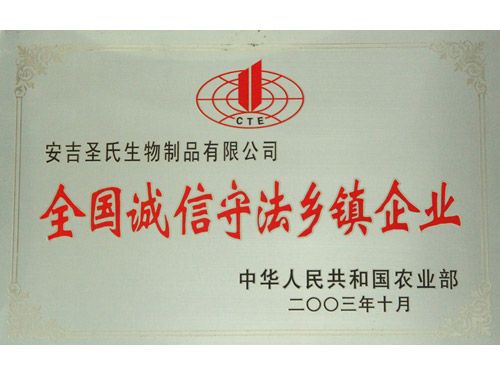 CTE
安吉圣氏生物制品有限公司
全国诚信守法乡镇企业
中华人民共和国农业部
二〇〇三年十月